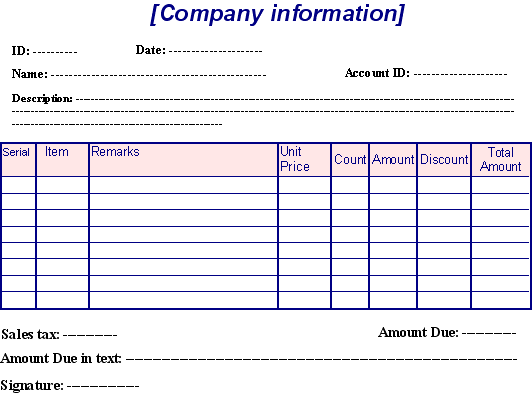 [Company information]
ID: ---------- Date: ---------------------
Name: ------------------------------------------------ Account ID: ---------------------
Description: --------------------------------------------------------------------------------------------------
--------------------------------------------------------------------------------------------------------------
-----------------------------------------------
Serial Item Remarks Unit Price Count Amount Discount Total Amount
Sales tax: ------------ Amount Due: ------------
Amount Due in text: --------------------------------------------------------------------------------------
Signature: ----------------